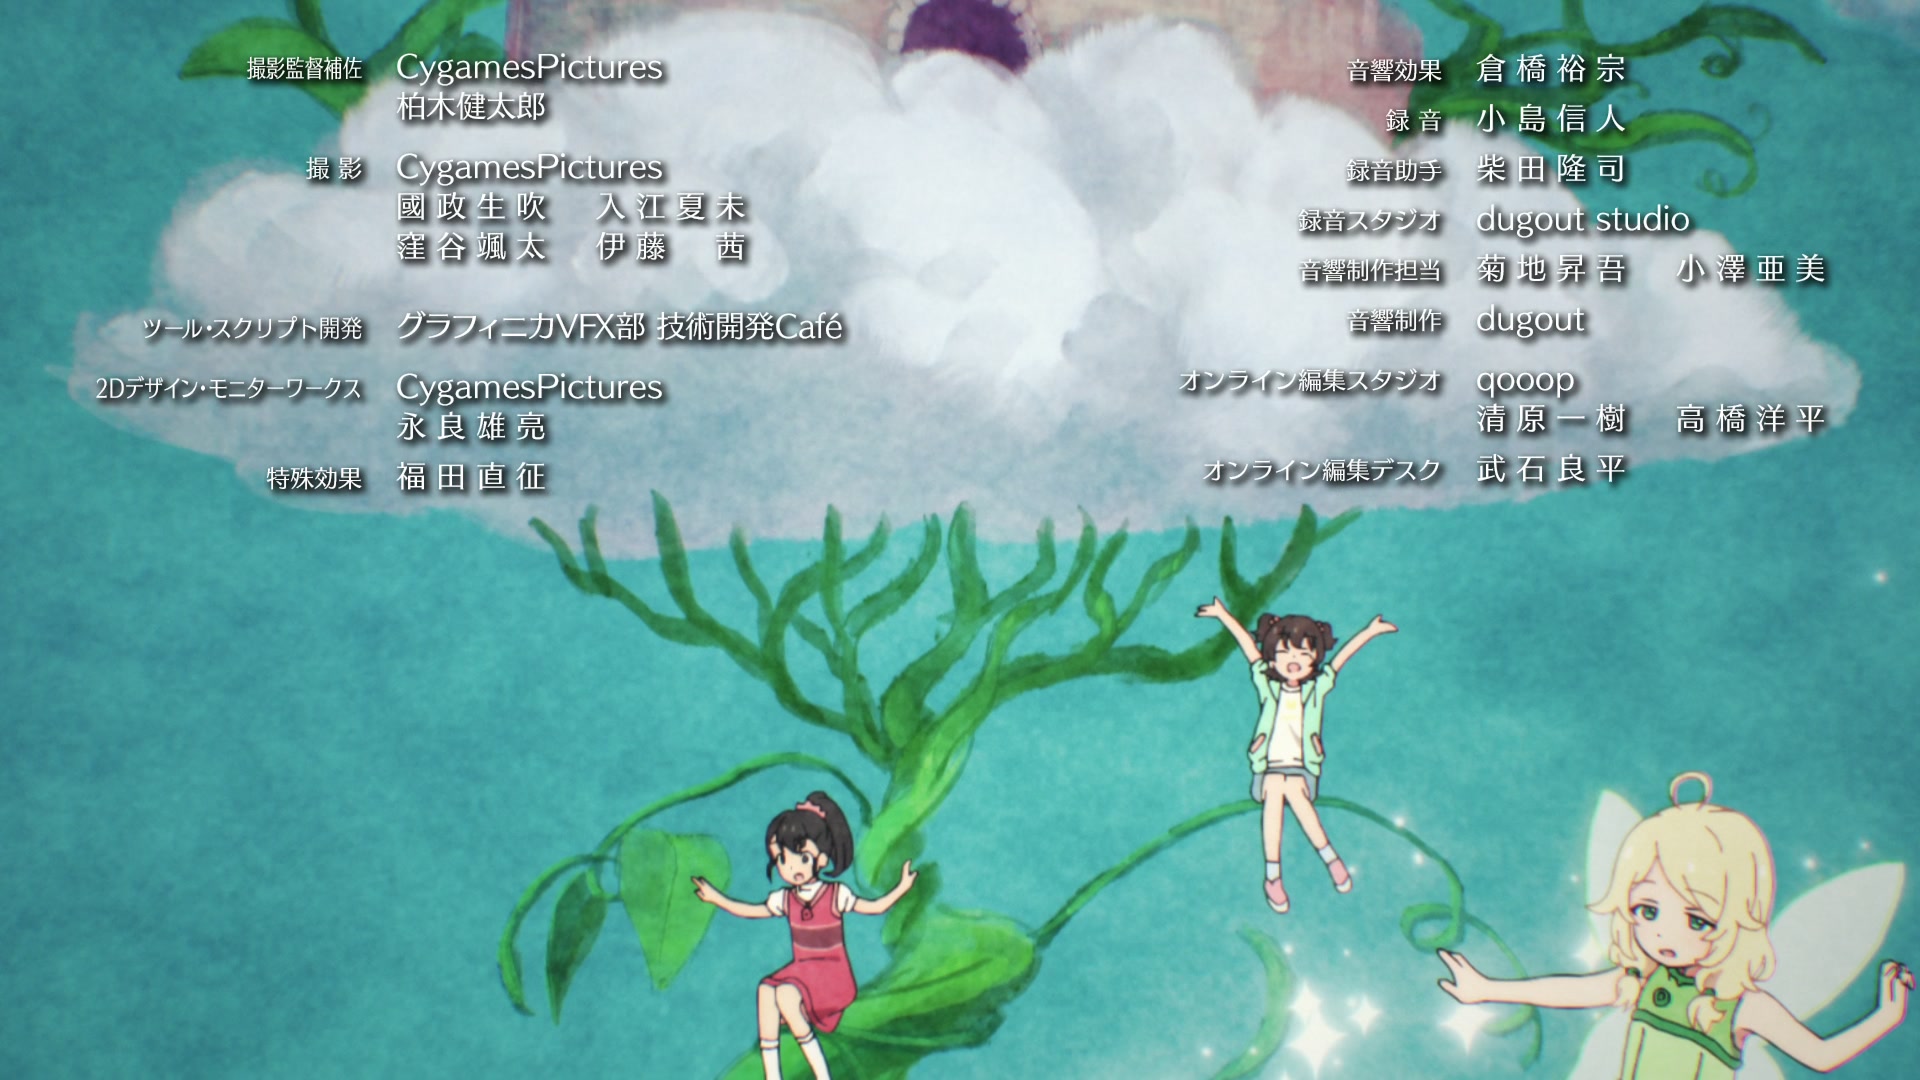 撮影監督補佐 CygamesPictures
柏木健太郎
撮影 CygamesPictures
國政生吹 入江夏未
窪谷颯太 伊藤 茜
ツール・スクリプト開発 グラフィニカVFX部 技術開発Café
2Dデザイン・モニターワークス CygamesPictures
永良雄亮
特殊効果 福田直征
音響効果 倉橋裕宗
録音 小島信人
録音助手 柴田隆司
録音スタジオ dugout studio
音響制作担当 菊地昇吾 小澤亜美
音響制作 dugout
オンライン編集スタジオ qooop
清原一樹 高橋洋平
オンライン編集デスク 武石良平